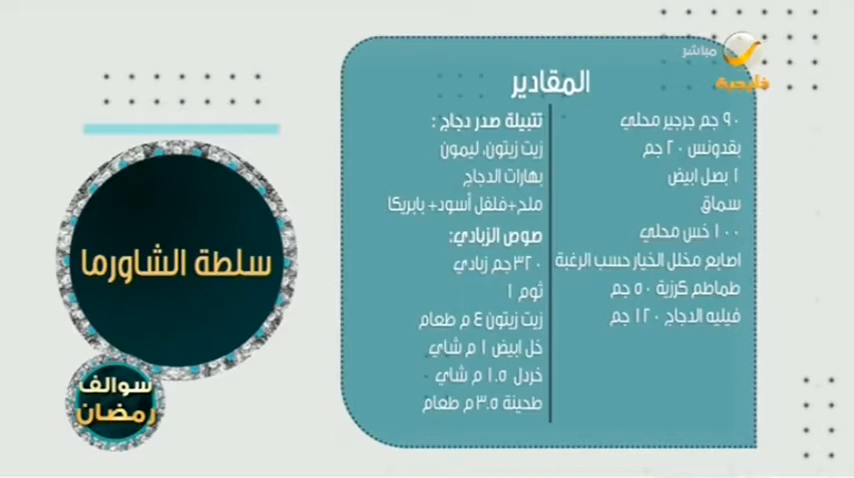 مباشر
خليجية
المقادير
٩٠ جم جرجير محلي
بقدونس ٢٠ جم
١ بصل ابيض
سماق
١٠٠ خس محلي
اصابع مخلل الخيار حسب الرغبة
طماطم كرزية ٥٠ جم
فيليه الدجاج ١٢٠ جم
تتبيلة صدر دجاج :
زيت زيتون، ليمون
بهارات الدجاج
ملح+فلفل أسود+ بابريكا
صوص الزبادي:
٣٢٠جم زبادي
ثوم ١
زيت زيتون ٤ م طعام
خل ابيض ١ م شاي
خردل ١.٥ م شاي
طحينة ٣.٥م طعام
سلطة الشاورما
سوالف
رمضان